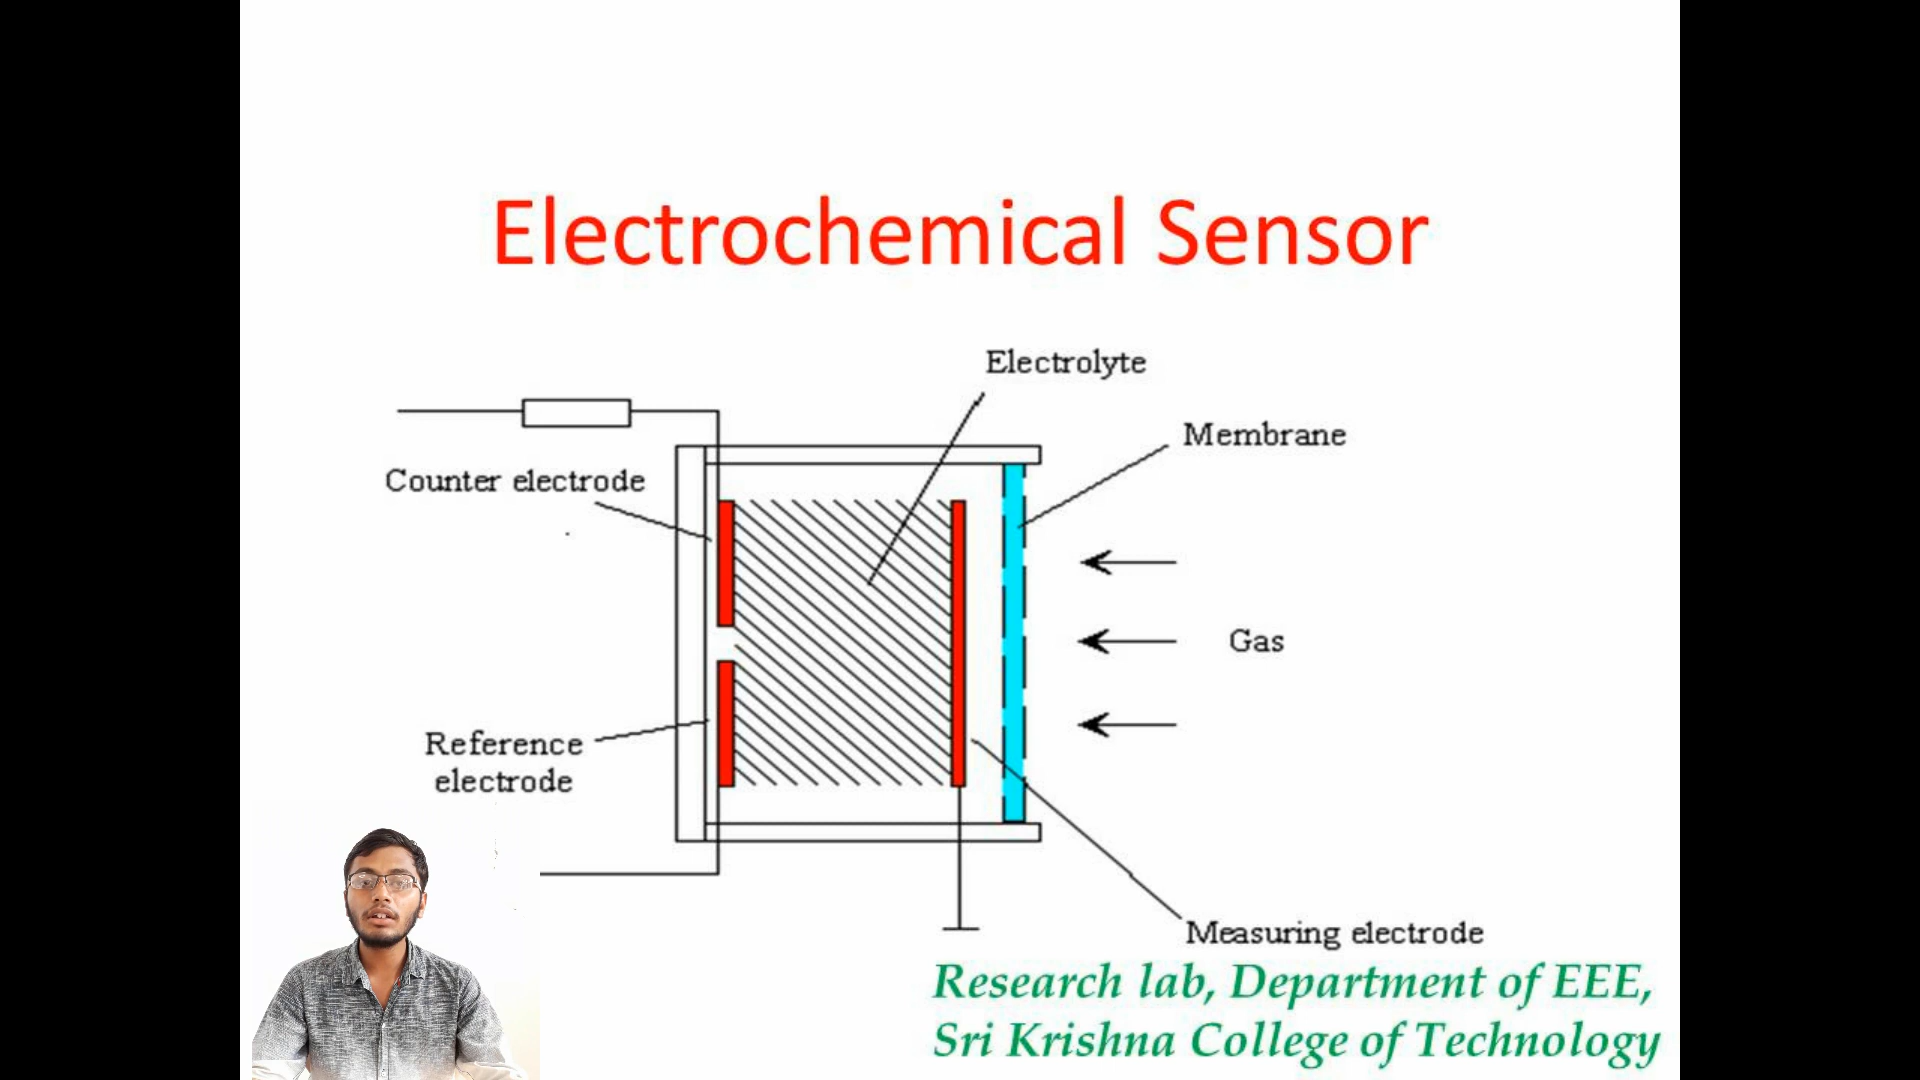 Electrochemical Sensor
Electrolyte
Membrane
Counter electrode
Gas
Reference
electrode
Measuring electrode
Research lab, Department of EEE,
Sri Krishna College of Technology